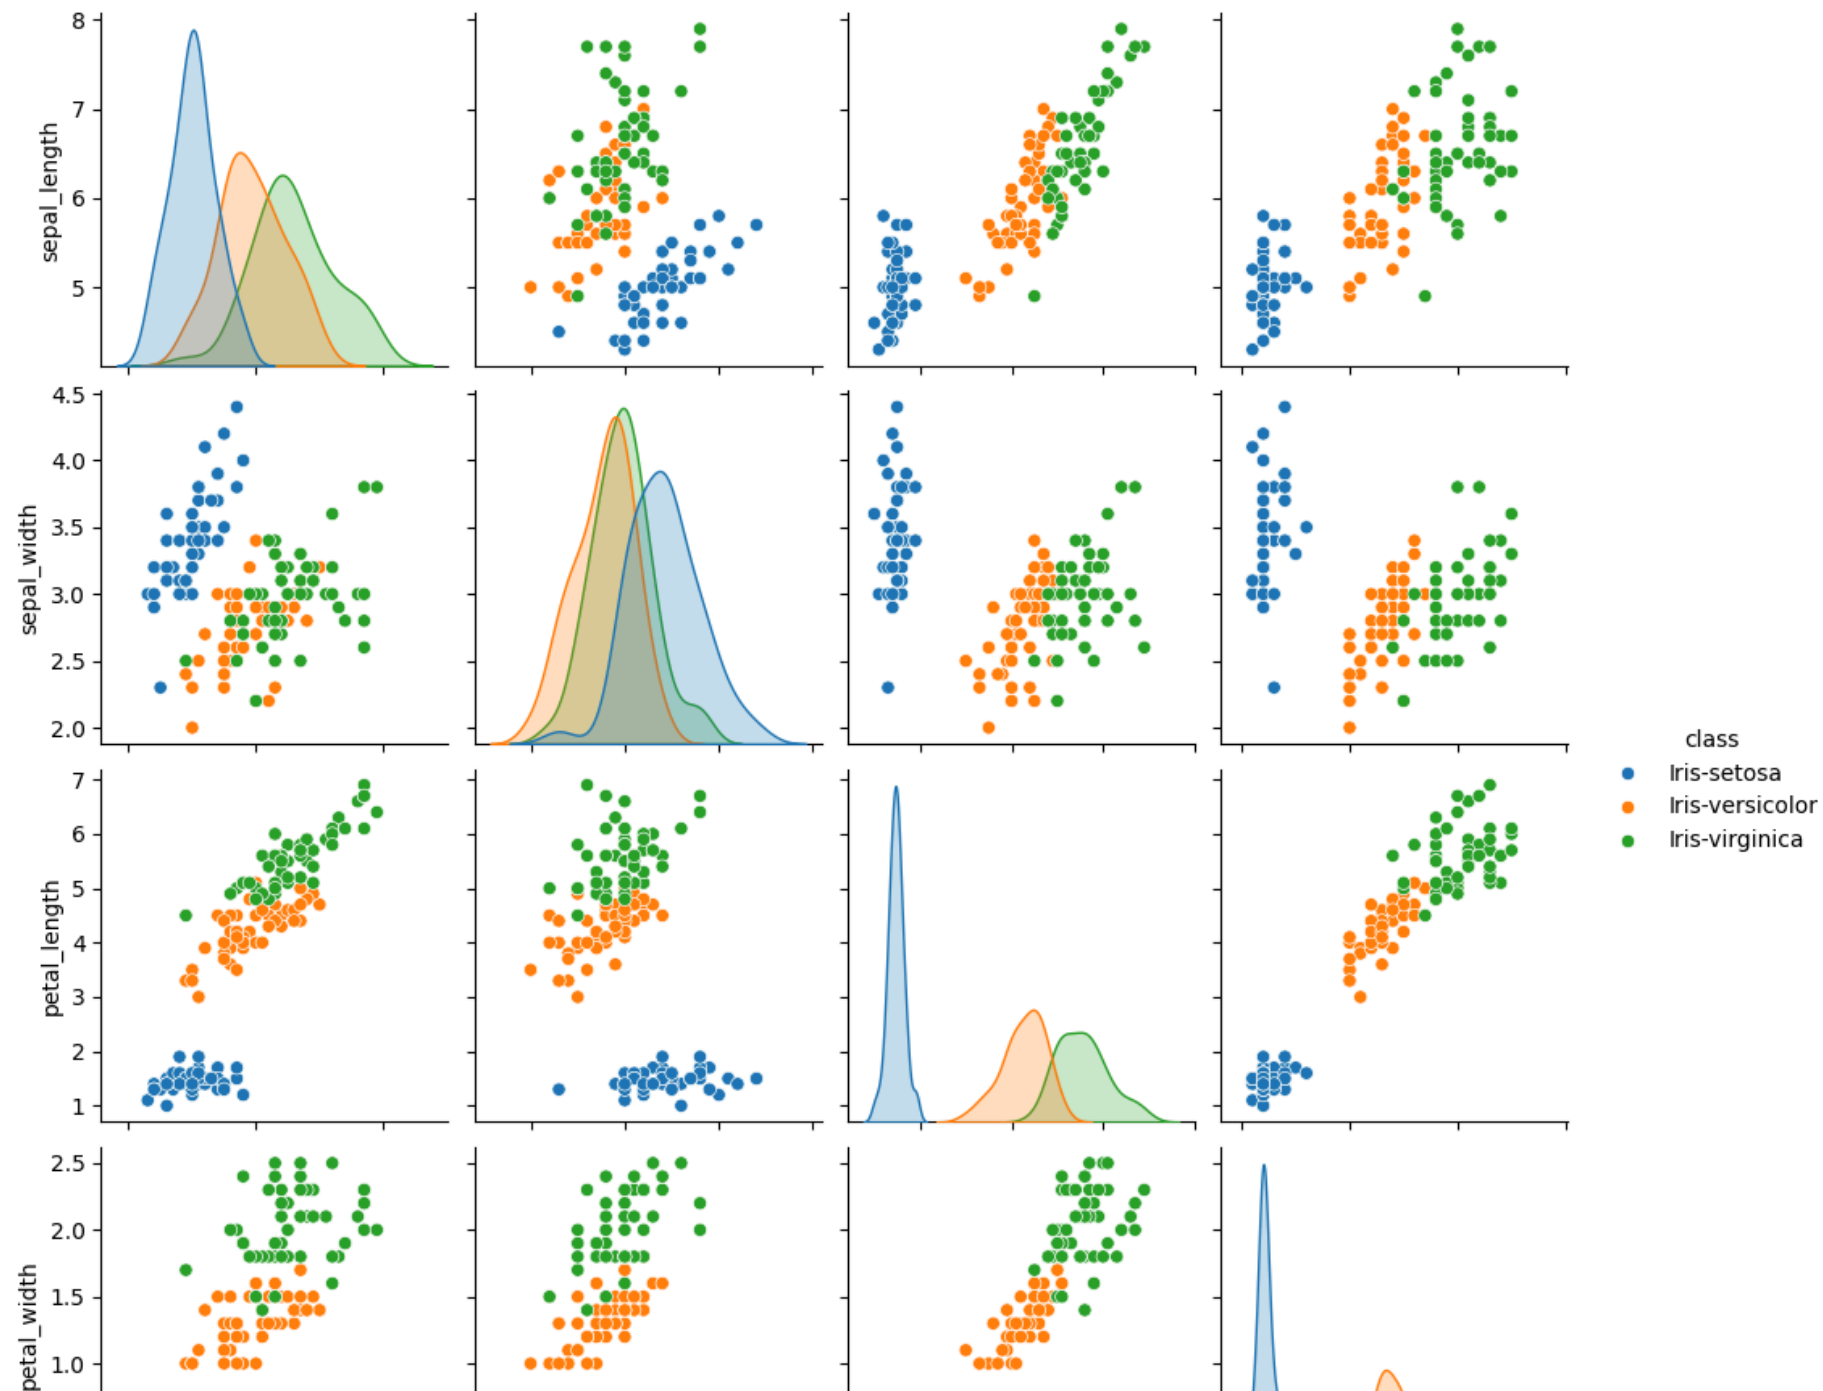 8
7
6
5
sepal_length
4.5
4.0
3.5
3.0
2.5
2.0
sepal_width
class
Iris-setosa
Iris-versicolor
Iris-virginica
7
6
5
4
3
2
1
petal_length
2.5
2.0
1.5
1.0
petal_width